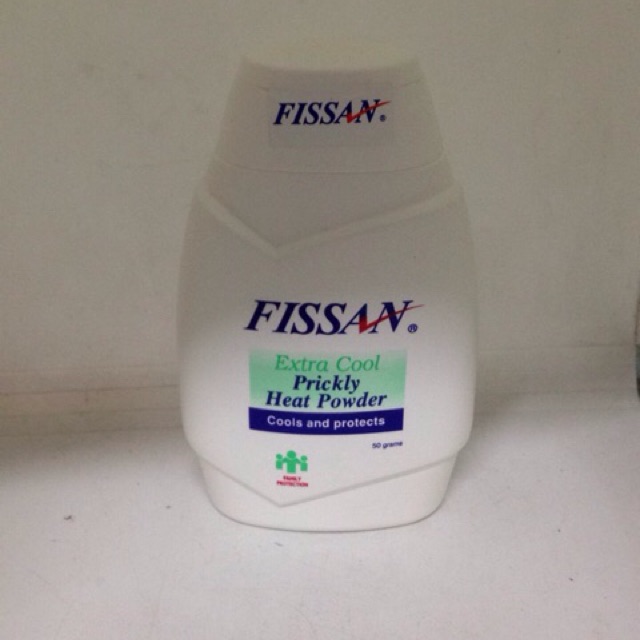 FISSAN®
FISSAN®
Extra Cool
Prickly
Heat Powder
Cools and protects
50 grams
FAMILY
PROTECTION